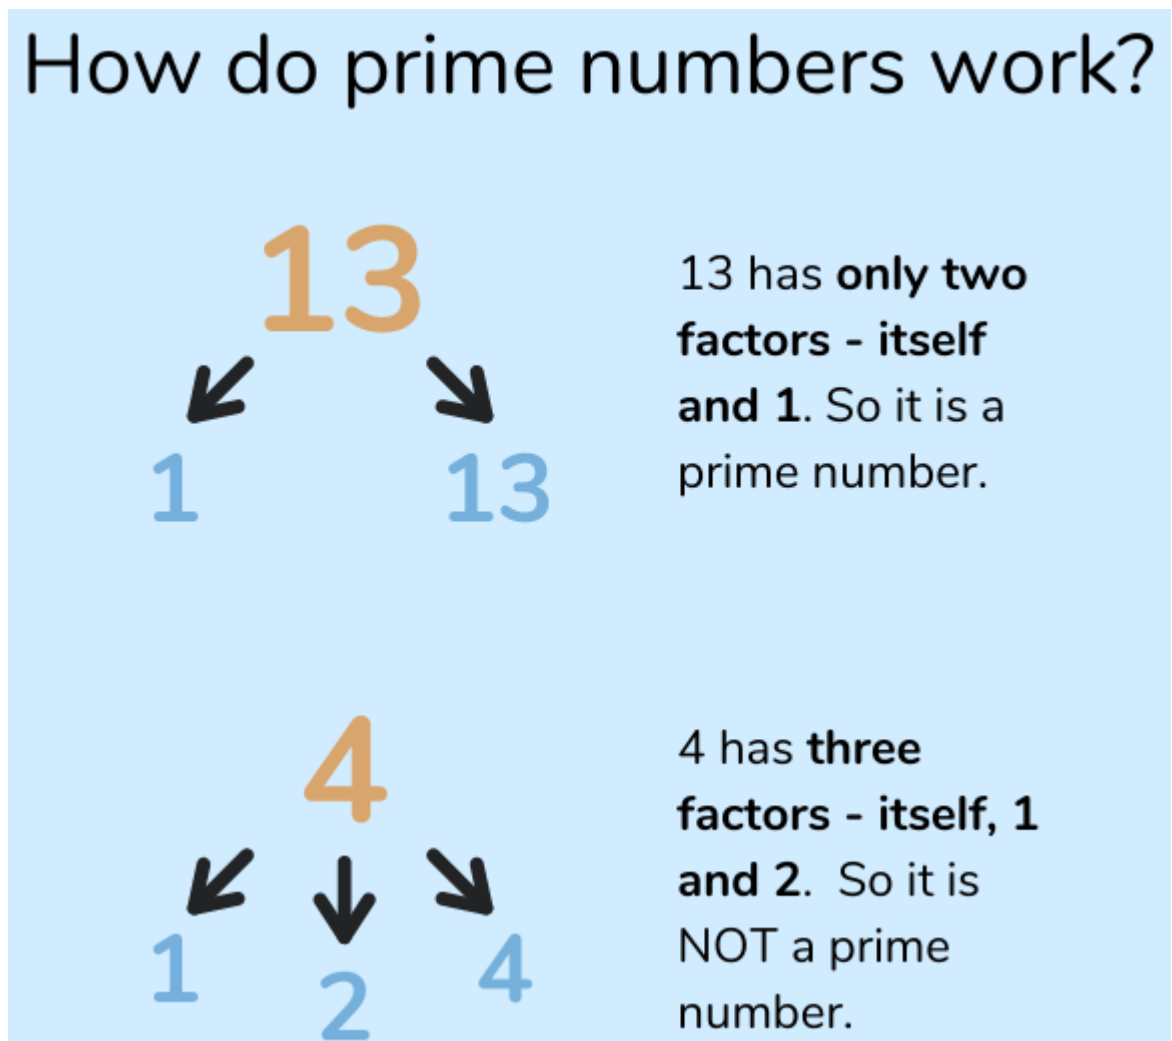 How do prime numbers work?
13
13 has only two
factors - itself
and 1. So it is a
prime number.
1 13
4
4 has three
factors - itself, 1
and 2. So it is
NOT a prime
number.
1 2 4